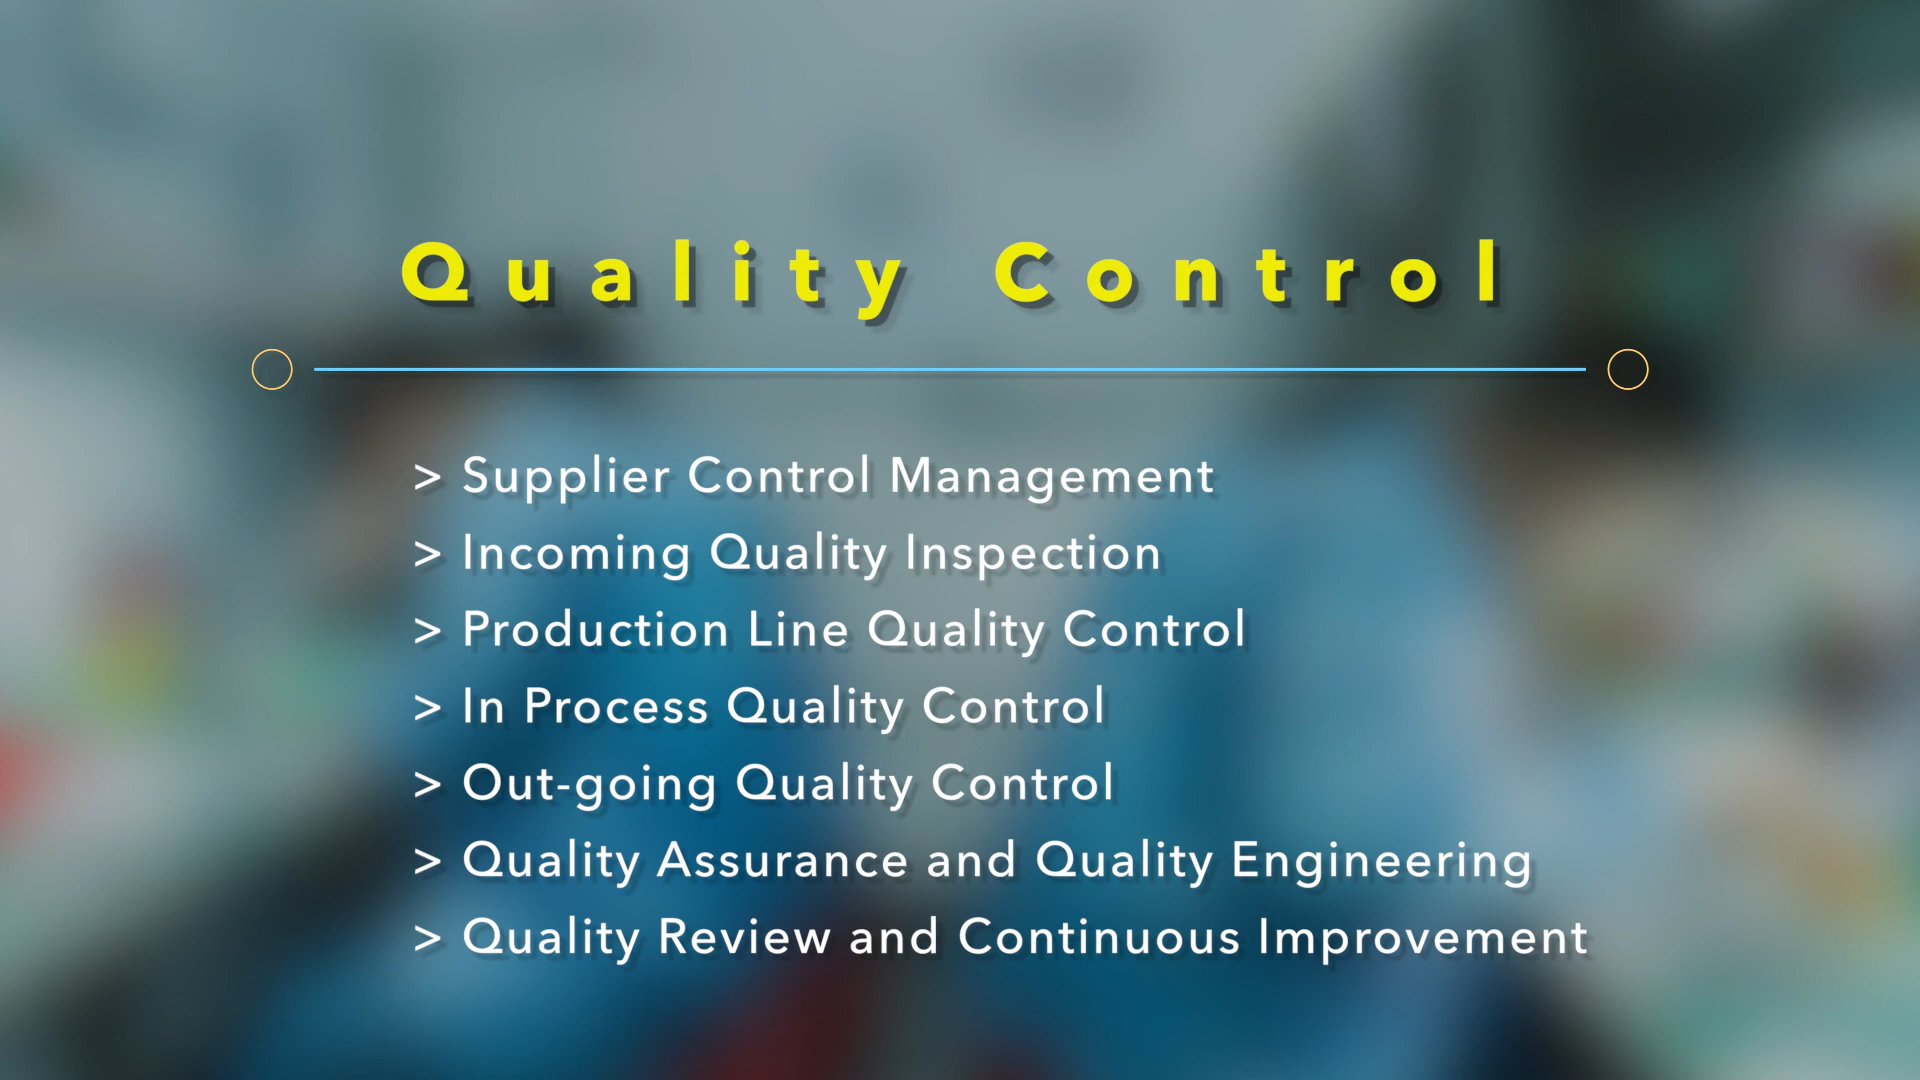 Quality Control
> Supplier Control Management
> Incoming Quality Inspection
> Production Line Quality Control
> In Process Quality Control
> Out-going Quality Control
> Quality Assurance and Quality Engineering
> Quality Review and Continuous Improvement